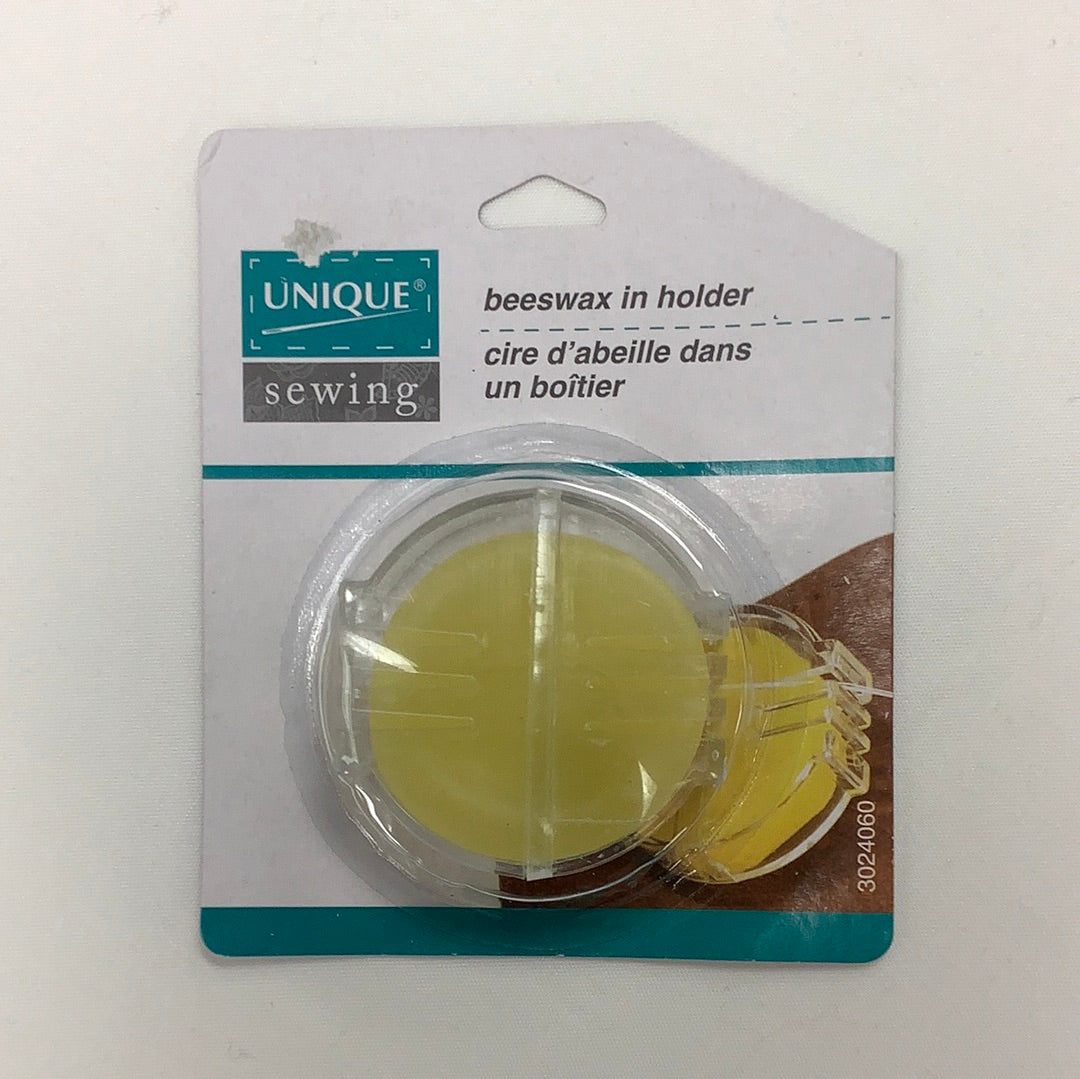 UNIQUE®
sewing
beeswax in holder
cire d'abeille dans
un boîtier
3024060